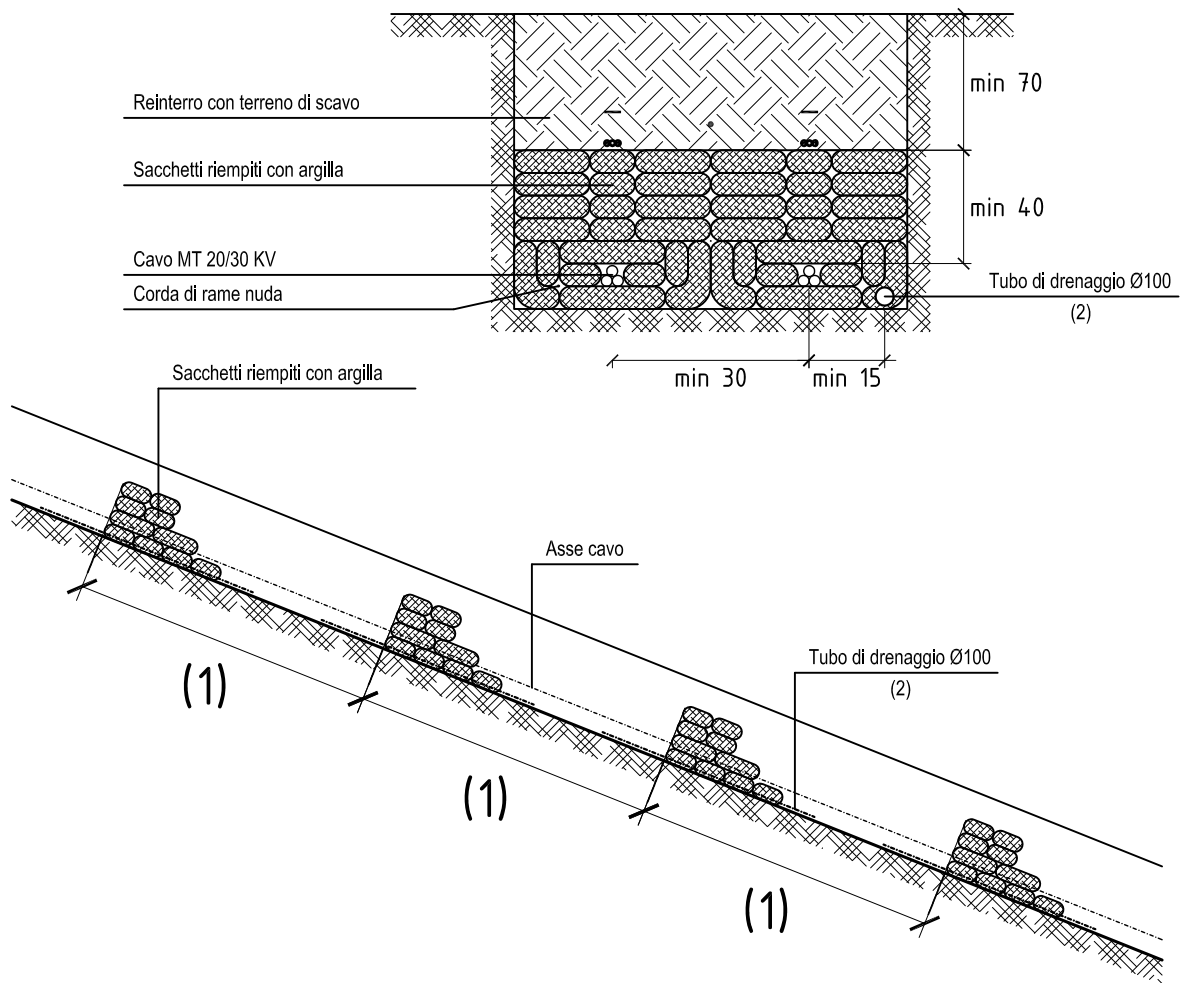 min 70
Reinterro con terreno di scavo
Sacchetti riempiti con argilla
min 40
Cavo MT 20/30 KV
Corda di rame nuda
Tubo di drenaggio Ø100
(2)
min 30
min 15
Sacchetti riempiti con argilla
Asse cavo
Tubo di drenaggio Ø100
(2)
(1)
(1)
(1)